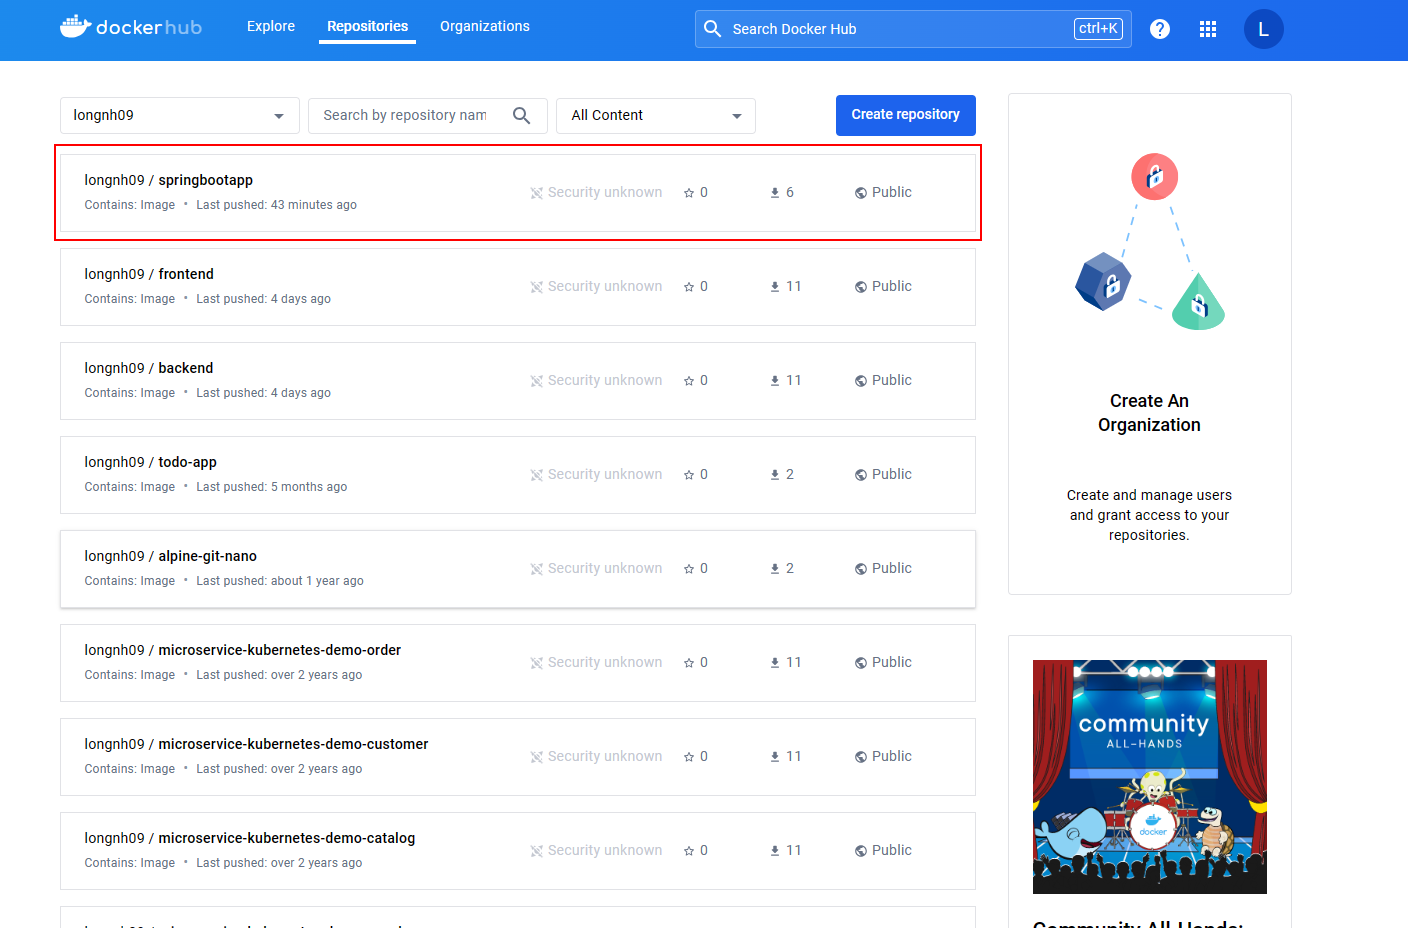 dockerhub
Explore
Repositories
Organizations
Search Docker Hub
ctrl+K
?
L
longnh09
Search by repository nam
All Content
Create repository
longnh09 / springbootapp
Contains: Image • Last pushed: 43 minutes ago
Security unknown
0
6
Public
longnh09 / frontend
Contains: Image • Last pushed: 4 days ago
Security unknown
0
11
Public
longnh09 / backend
Contains: Image • Last pushed: 4 days ago
Security unknown
0
11
Public
longnh09 / todo-app
Contains: Image • Last pushed: 5 months ago
Security unknown
0
2
Public
longnh09 / alpine-git-nano
Contains: Image • Last pushed: about 1 year ago
Security unknown
0
2
Public
longnh09 / microservice-kubernetes-demo-order
Contains: Image • Last pushed: over 2 years ago
Security unknown
0
11
Public
longnh09 / microservice-kubernetes-demo-customer
Contains: Image • Last pushed: over 2 years ago
Security unknown
0
11
Public
longnh09 / microservice-kubernetes-demo-catalog
Contains: Image • Last pushed: over 2 years ago
Security unknown
0
11
Public
Create An
Organization
Create and manage users
and grant access to your
repositories.
community
ALL-HANDS
docker
Community All-Hands: